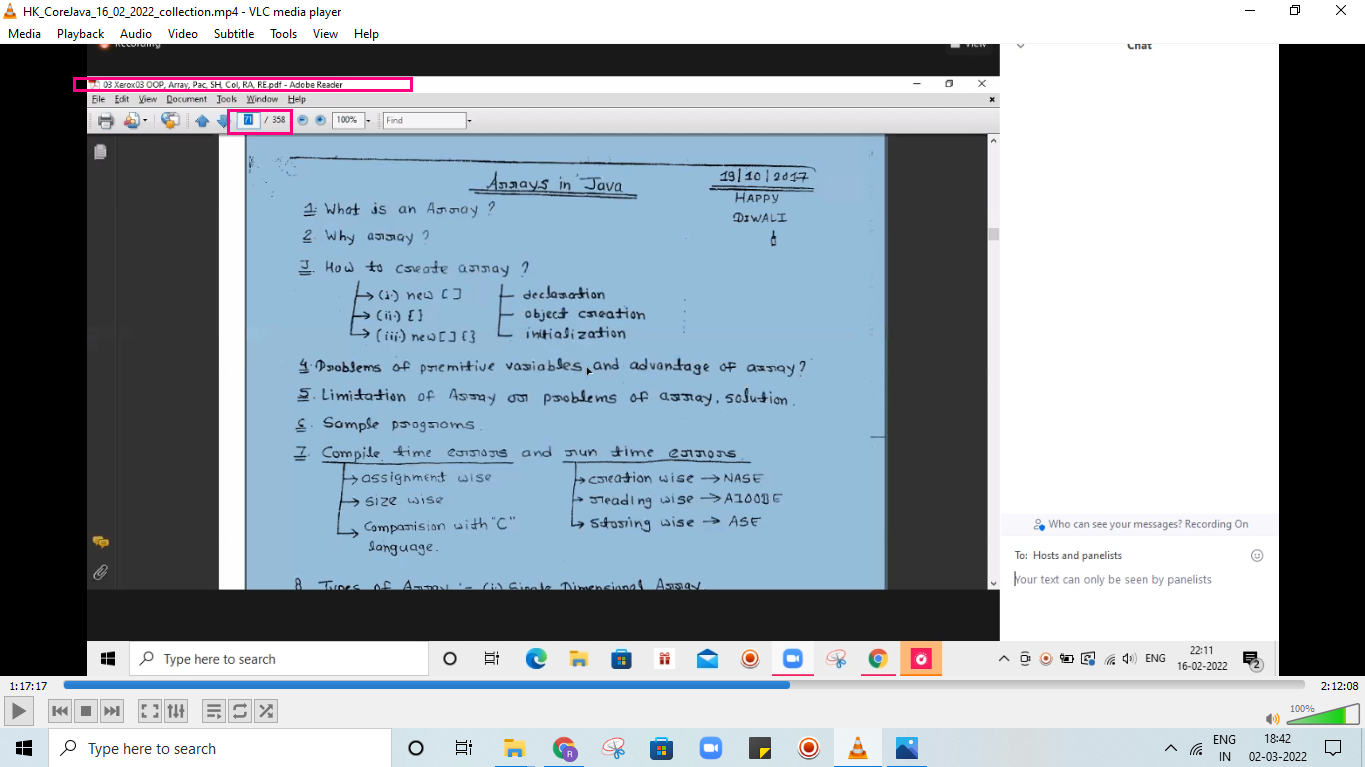 HK_CoreJava_16_02_2022_collection.mp4 - VLC media player
Media Playback Audio Video Subtitle Tools View Help
Recording
View
Chat
03 Xerox03 OOP, Array, Pac, SH, Col, RA, RE.pdf - Adobe Reader
File Edit View Document Tools Window Help
71 / 358 100% Find
Arrays in Java
19/10/2017
HAPPY
DIWALI
1. What is an Array?
2. Why array?
3. How to create array?
(i.) new [] declaration
(ii.) {} object creation
(iii.) new[]{} initialization
4. Problems of premitive variables and advantage of array?
5. Limitation of Array or problems of array, solution.
6. Sample programs.
7. Compile time errors and run time errors.
assignment wise creation wise → NASE
size wise reading wise → AIOOBE
Comparision with "C" storing wise → ASE
language.
8. Types of Array :- (i) Single Dimensional Array
Who can see your messages? Recording On
To: Hosts and panelists
Your text can only be seen by panelists
Type here to search
ENG
22:11
16-02-2022
2
1:17:17
2:12:08
100%
Type here to search
ENG
IN
18:42
02-03-2022